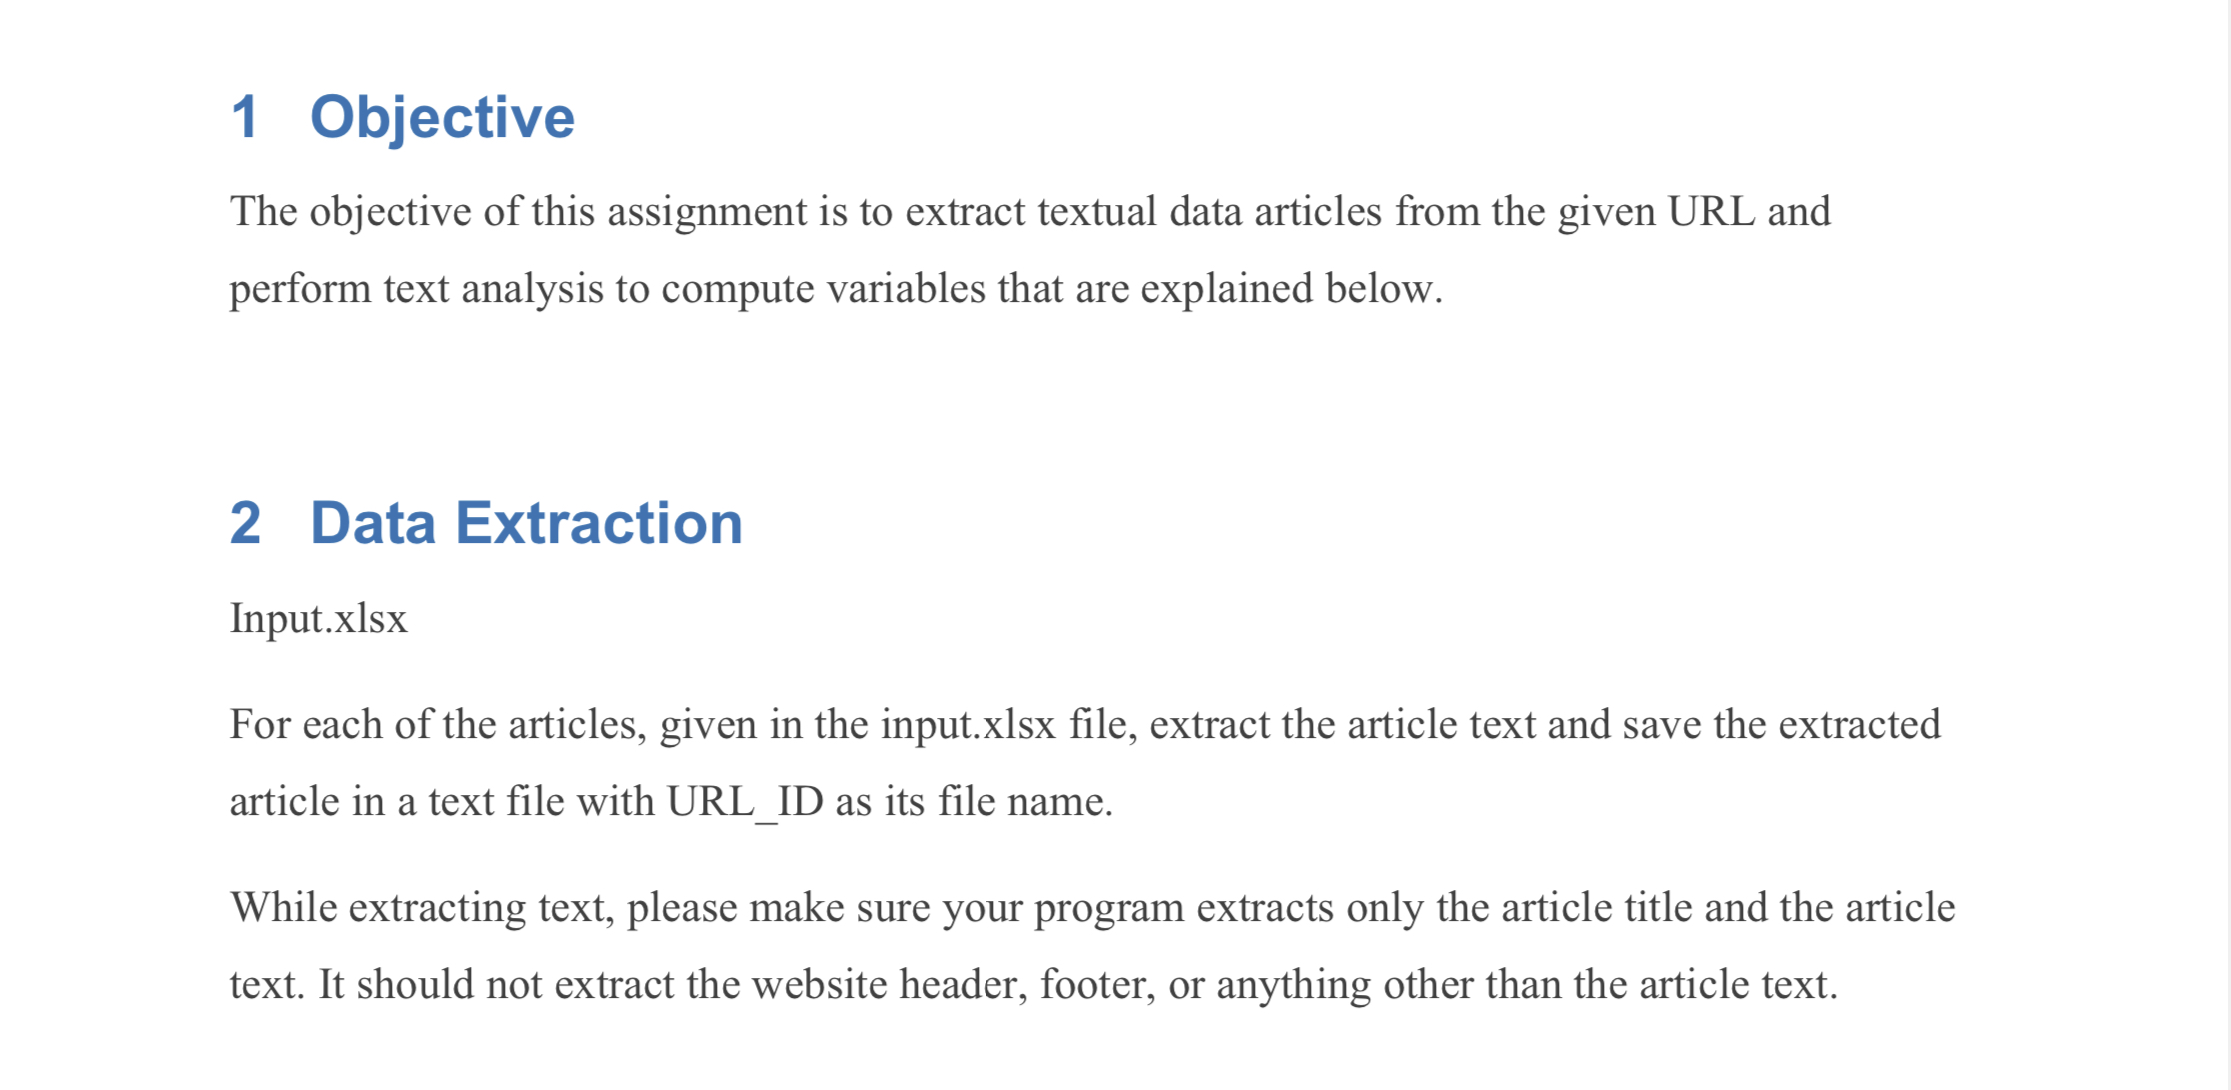 1 Objective
The objective of this assignment is to extract textual data articles from the given URL and
perform text analysis to compute variables that are explained below.
2 Data Extraction
Input.xlsx
For each of the articles, given in the input.xlsx file, extract the article text and save the extracted
article in a text file with URL_ID as its file name.
While extracting text, please make sure your program extracts only the article title and the article
text. It should not extract the website header, footer, or anything other than the article text.